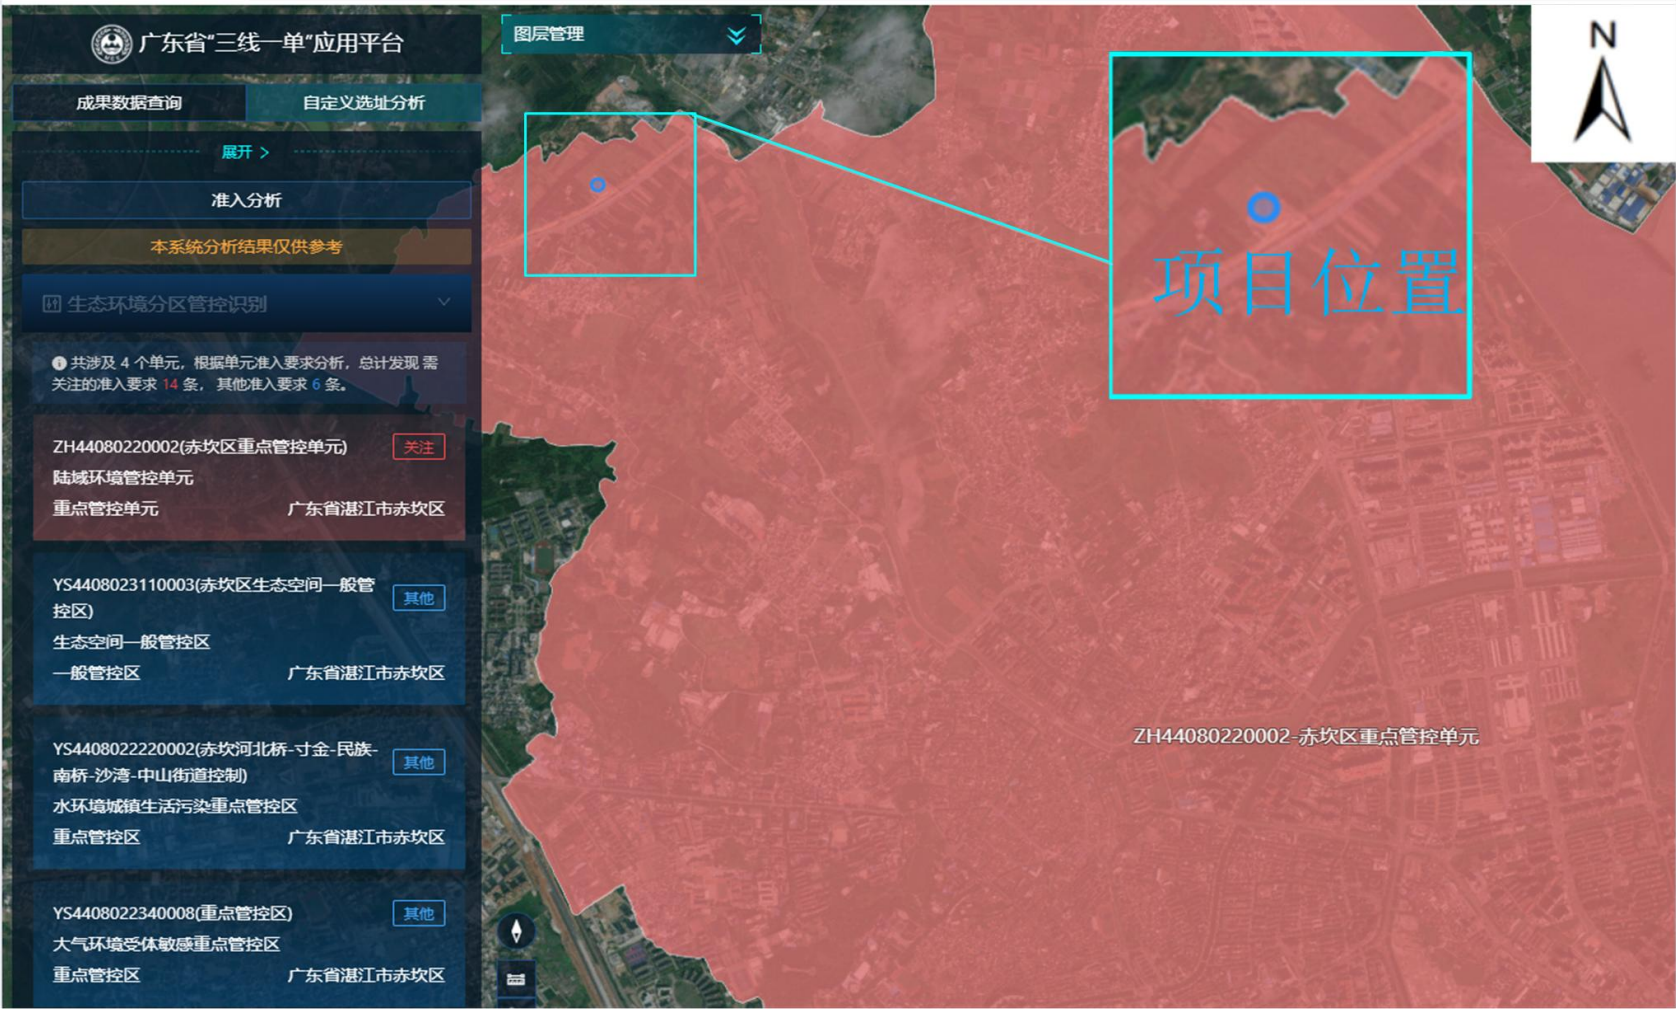 广东省"三线一单"应用平台
成果数据查询
自定义选址分析
展开 >
准入分析
本系统分析结果仅供参考
生态环境分区管控识别
共涉及 4 个单元，根据单元准入要求分析，总计发现 需
关注的准入要求 14 条， 其他准入要求 6 条。
ZH44080220002(赤坎区重点管控单元)
关注
陆域环境管控单元
重点管控单元
广东省湛江市赤坎区
YS4408023110003(赤坎区生态空间一般管
控区)
其他
生态空间一般管控区
一般管控区
广东省湛江市赤坎区
YS4408022220002(赤坎河北桥-寸金-民族-
南桥-沙湾-中山街道控制)
其他
水环境城镇生活污染重点管控区
重点管控区
广东省湛江市赤坎区
YS4408022340008(重点管控区)
其他
大气环境受体敏感重点管控区
重点管控区
广东省湛江市赤坎区
图层管理
项目位置
N
ZH44080220002-赤坎区重点管控单元